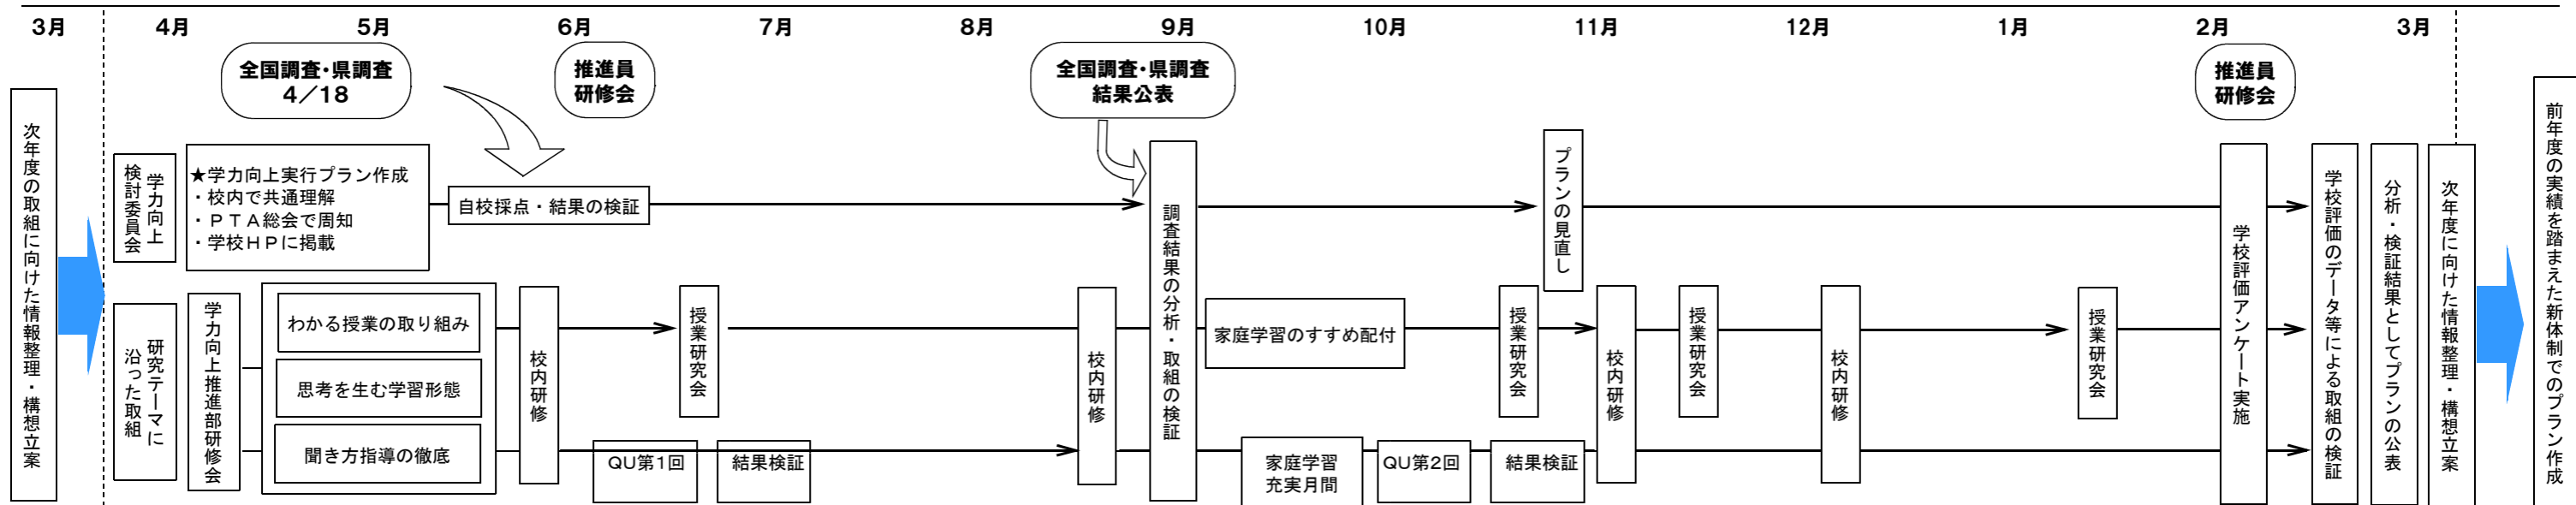 3月
4月
5月
6月
7月
8月
9月
10月
11月
12月
1月
2月
3月
全国調査・県調査
4／18
推進員
研修会
全国調査・県調査
結果公表
推進員
研修会
次年度の取組に向けた情報整理・構想立案
学力向上
検討委員会
★学力向上実行プラン作成
・校内で共通理解
・ＰＴＡ総会で周知
・学校ＨＰに掲載
自校採点・結果の検証
調査結果の分析・取組の検証
プランの見直し
研究テーマに
沿った取組
学力向上推進部研修会
わかる授業の取り組み
思考を生む学習形態
聞き方指導の徹底
校内研修
授業研究会
QU第1回
結果検証
校内研修
家庭学習のすすめ配付
家庭学習
充実月間
QU第2回
結果検証
授業研究会
校内研修
授業研究会
校内研修
授業研究会
学校評価アンケート実施
学校評価のデータ等による取組の検証
分析・検証結果としてプランの公表
次年度に向けた情報整理・構想立案
前年度の実績を踏まえた新体制でのプラン作成